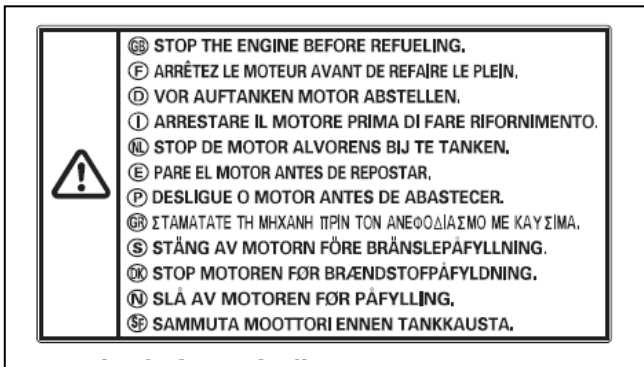 GB STOP THE ENGINE BEFORE REFUELING.
F ARRÊTEZ LE MOTEUR AVANT DE REFAIRE LE PLEIN.
D VOR AUFTANKEN MOTOR ABSTELLEN.
I ARRESTARE IL MOTORE PRIMA DI FARE RIFORNIMENTO.
NL STOP DE MOTOR ALVORENS BIJ TE TANKEN.
E PARE EL MOTOR ANTES DE REPOSTAR.
P DESLIGUE O MOTOR ANTES DE ABASTECER.
GR ΣΤΑΜΑΤΑΤΕ ΤΗ ΜΗΧΑΝΗ ΠΡΙΝ ΤΟΝ ΑΝΕΦΟΔΙΑΣΜΟ ΜΕ ΚΑΥΣΙΜΑ.
S STÄNG AV MOTORN FÖRE BRÄNSLEPÅFYLLNING.
DK STOP MOTOREN FØR BRÆNDSTOFPÅFYLDNING.
N SLÅ AV MOTOREN FØR PÅFYLLING.
SF SAMMUTA MOOTTORI ENNEN TANKKAUSTA.